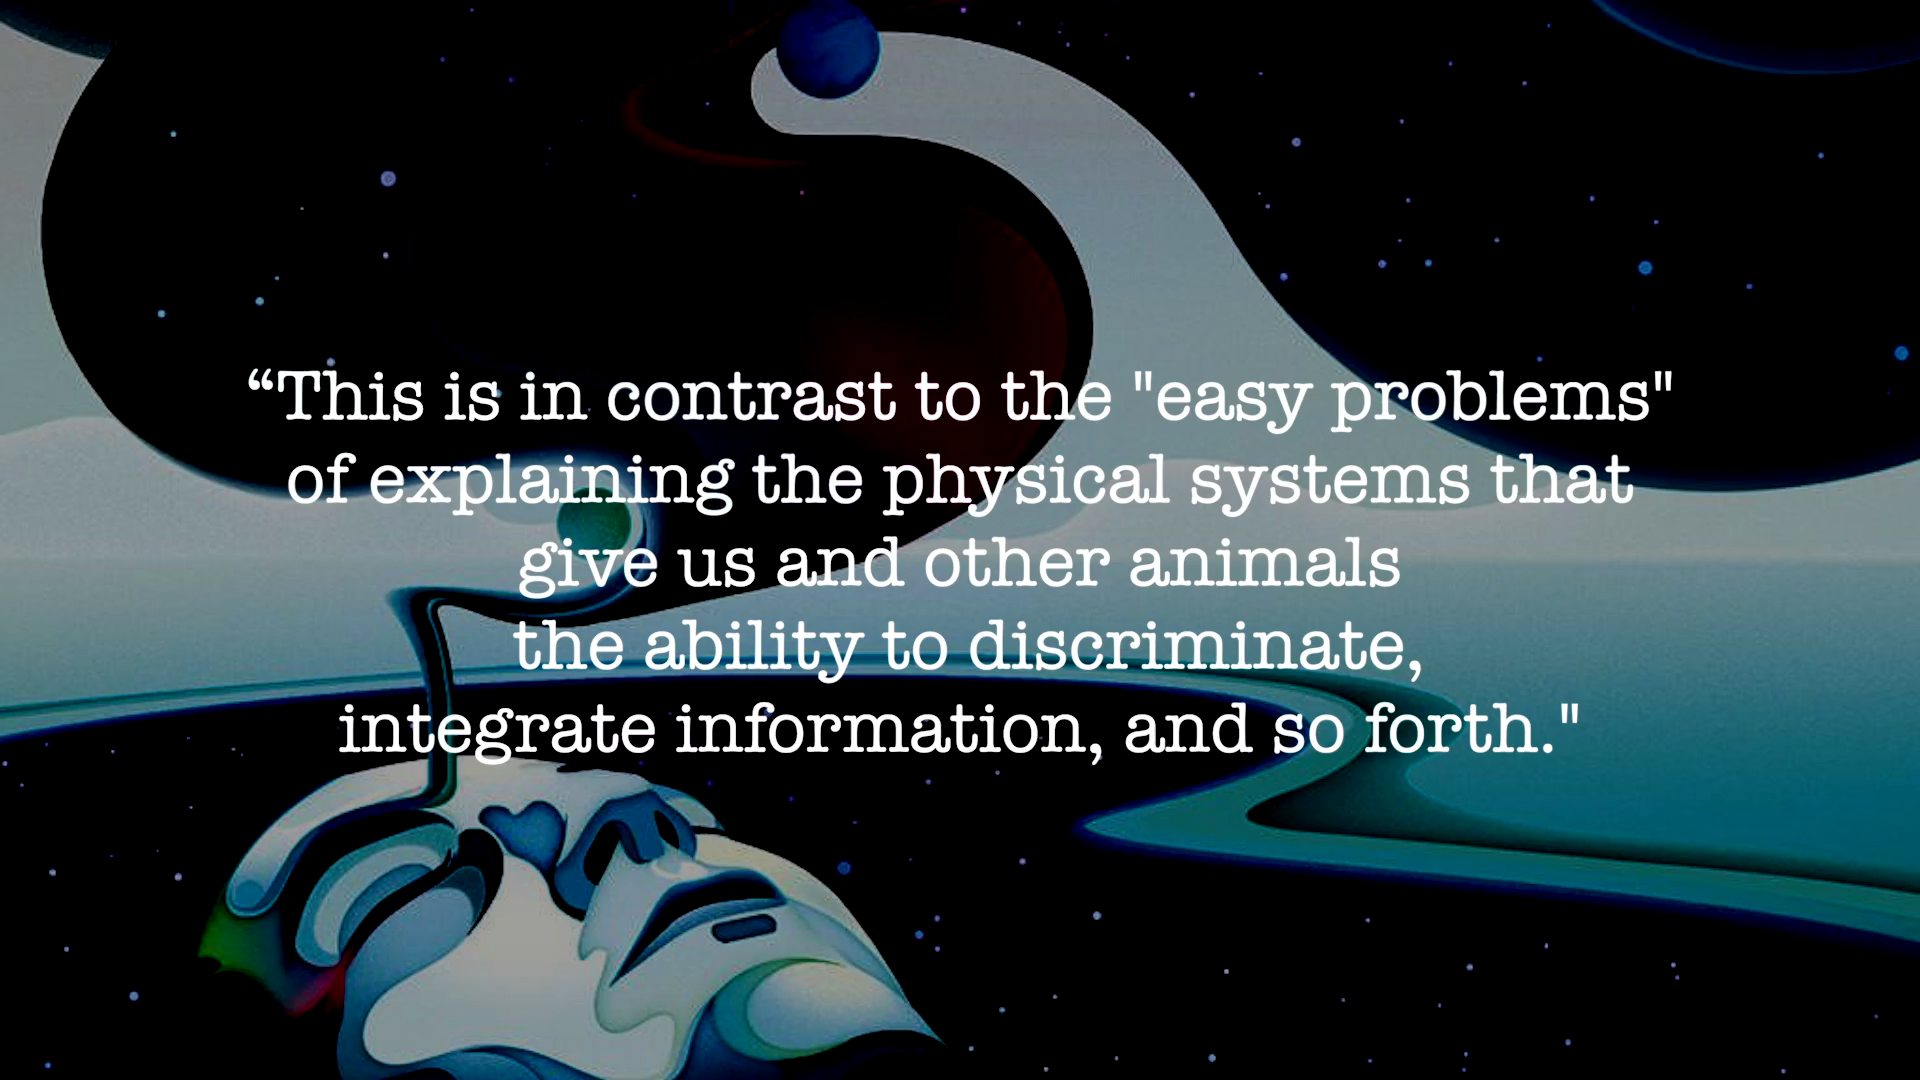 “This is in contrast to the "easy problems"
of explaining the physical systems that
give us and other animals
the ability to discriminate,
integrate information, and so forth."